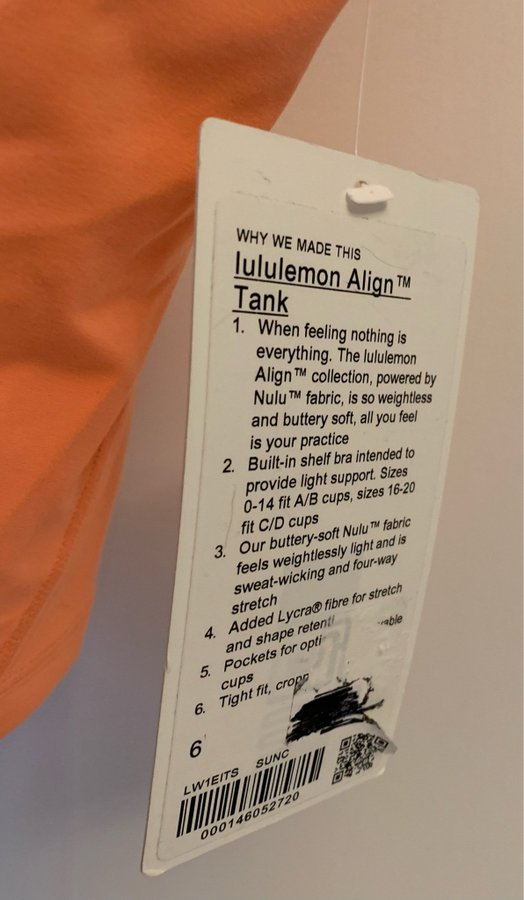 WHY WE MADE THIS
lululemon Align™
Tank
1. When feeling nothing is
everything. The lululemon
Align™ collection, powered by
Nulu™ fabric, is so weightless
and buttery soft, all you feel
is your practice
2. Built-in shelf bra intended to
provide light support. Sizes
0-14 fit A/B cups, sizes 16-20
fit C/D cups
3. Our buttery-soft Nulu™ fabric
feels weightlessly light and is
sweat-wicking and four-way
stretch
4. Added Lycra® fibre for stretch
and shape
5. Pockets for
cups
6. Tight fit,
6
LW1EITS SUNC
000146052720